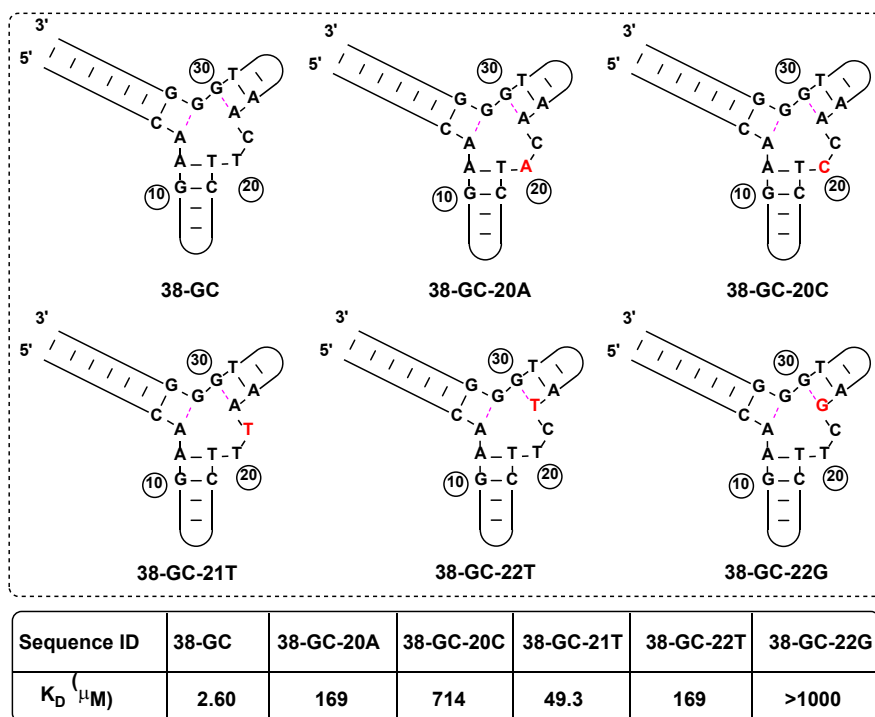 3'
5'
30
G G G T
A
C A A
C
A T T
10 G C 20
38-GC
3'
5'
30
G G G T
A
C A A
C
A T A
10 G C 20
38-GC-20A
3'
5'
30
G G G T
A
C A A
C
A T C
10 G C 20
38-GC-20C
3'
5'
30
G G G T
A
C A A
T
A T T
10 G C 20
38-GC-21T
3'
5'
30
G G G T
A
C A T
C
A T T
10 G C 20
38-GC-22T
3'
5'
30
G G G T
A
C A G
C
A T T
10 G C 20
38-GC-22G
Sequence ID 38-GC 38-GC-20A 38-GC-20C 38-GC-21T 38-GC-22T 38-GC-22G
KD (μM) 2.60 169 714 49.3 169 >1000